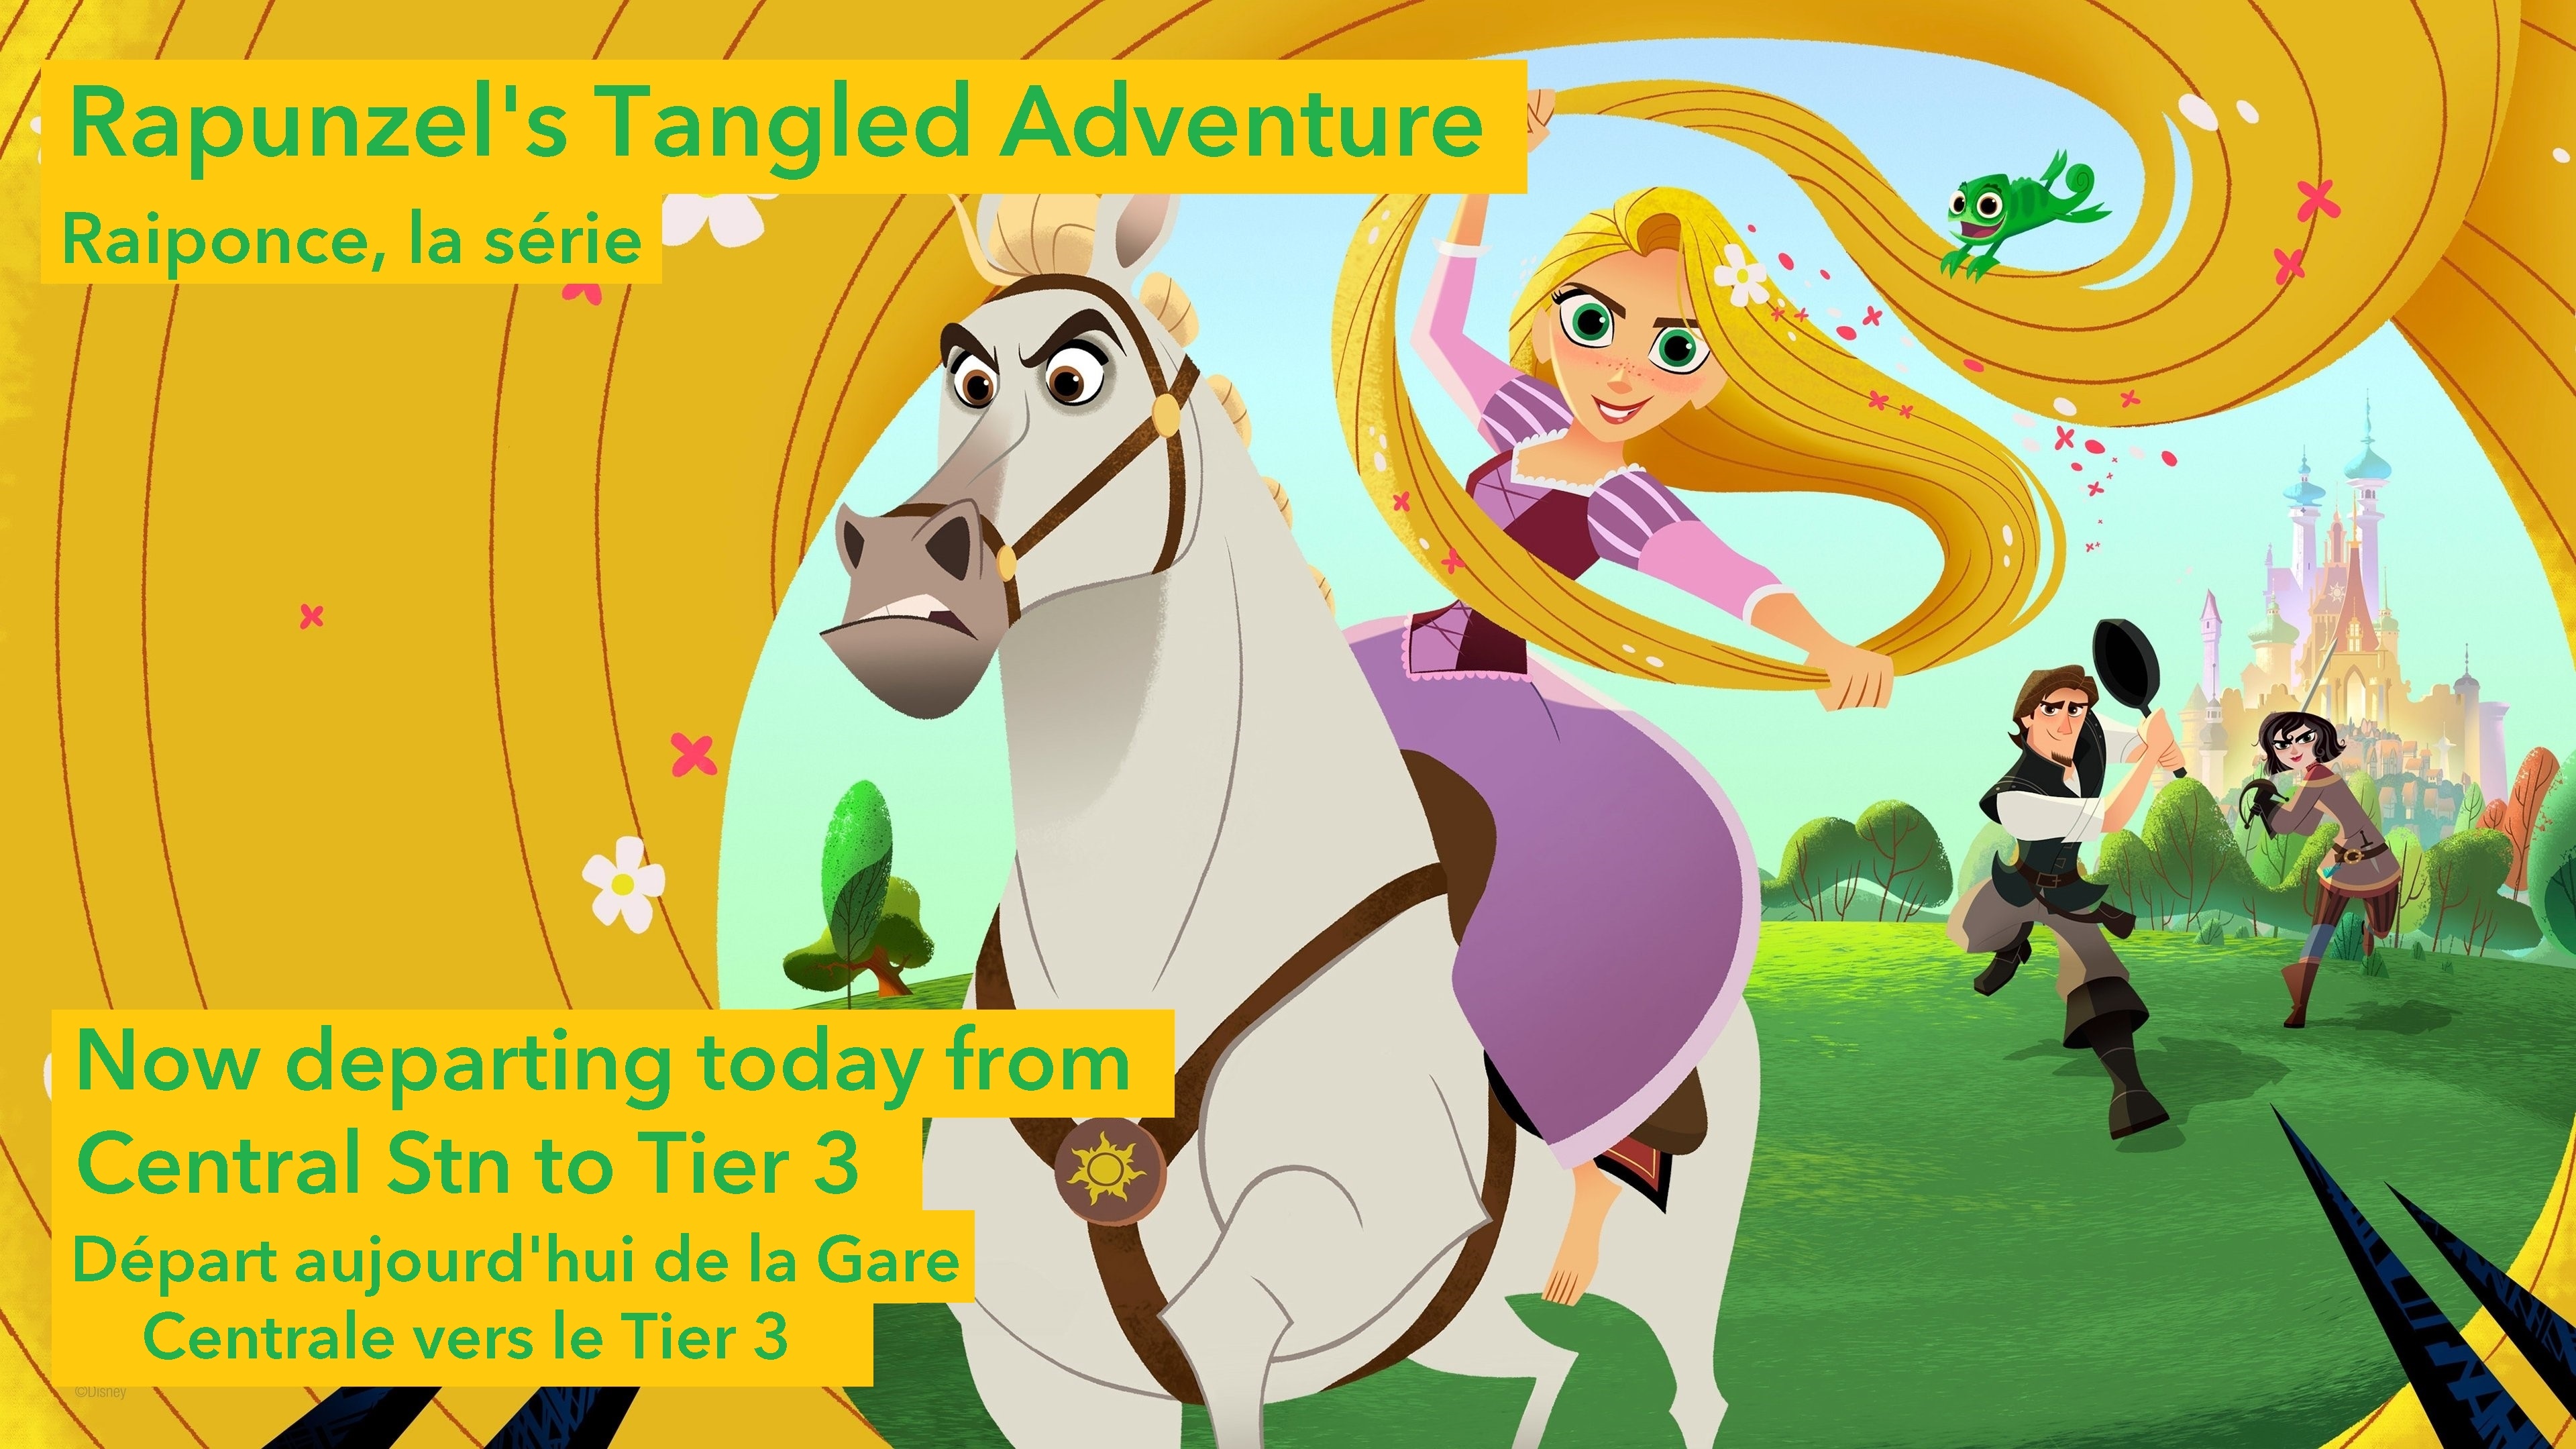 Rapunzel's Tangled Adventure
Raiponce, la série
Now departing today from
Central Stn to Tier 3
Départ aujourd'hui de la Gare
Centrale vers le Tier 3
©Disney